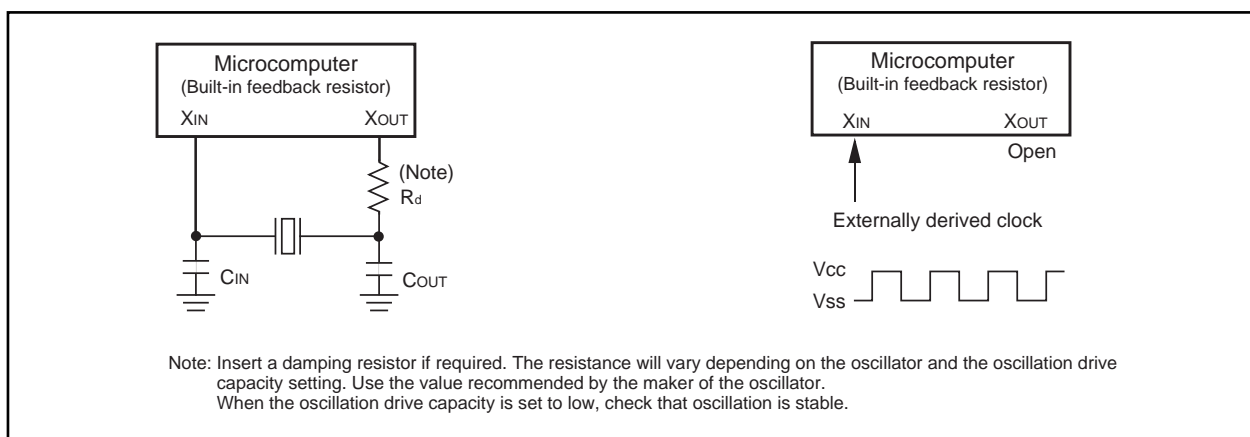 Microcomputer
(Built-in feedback resistor)
XIN XOUT
(Note)
Rd
CIN
COUT
Microcomputer
(Built-in feedback resistor)
XIN XOUT
Open
Externally derived clock
Vcc
Vss
Note: Insert a damping resistor if required. The resistance will vary depending on the oscillator and the oscillation drive
capacity setting. Use the value recommended by the maker of the oscillator.
When the oscillation drive capacity is set to low, check that oscillation is stable.